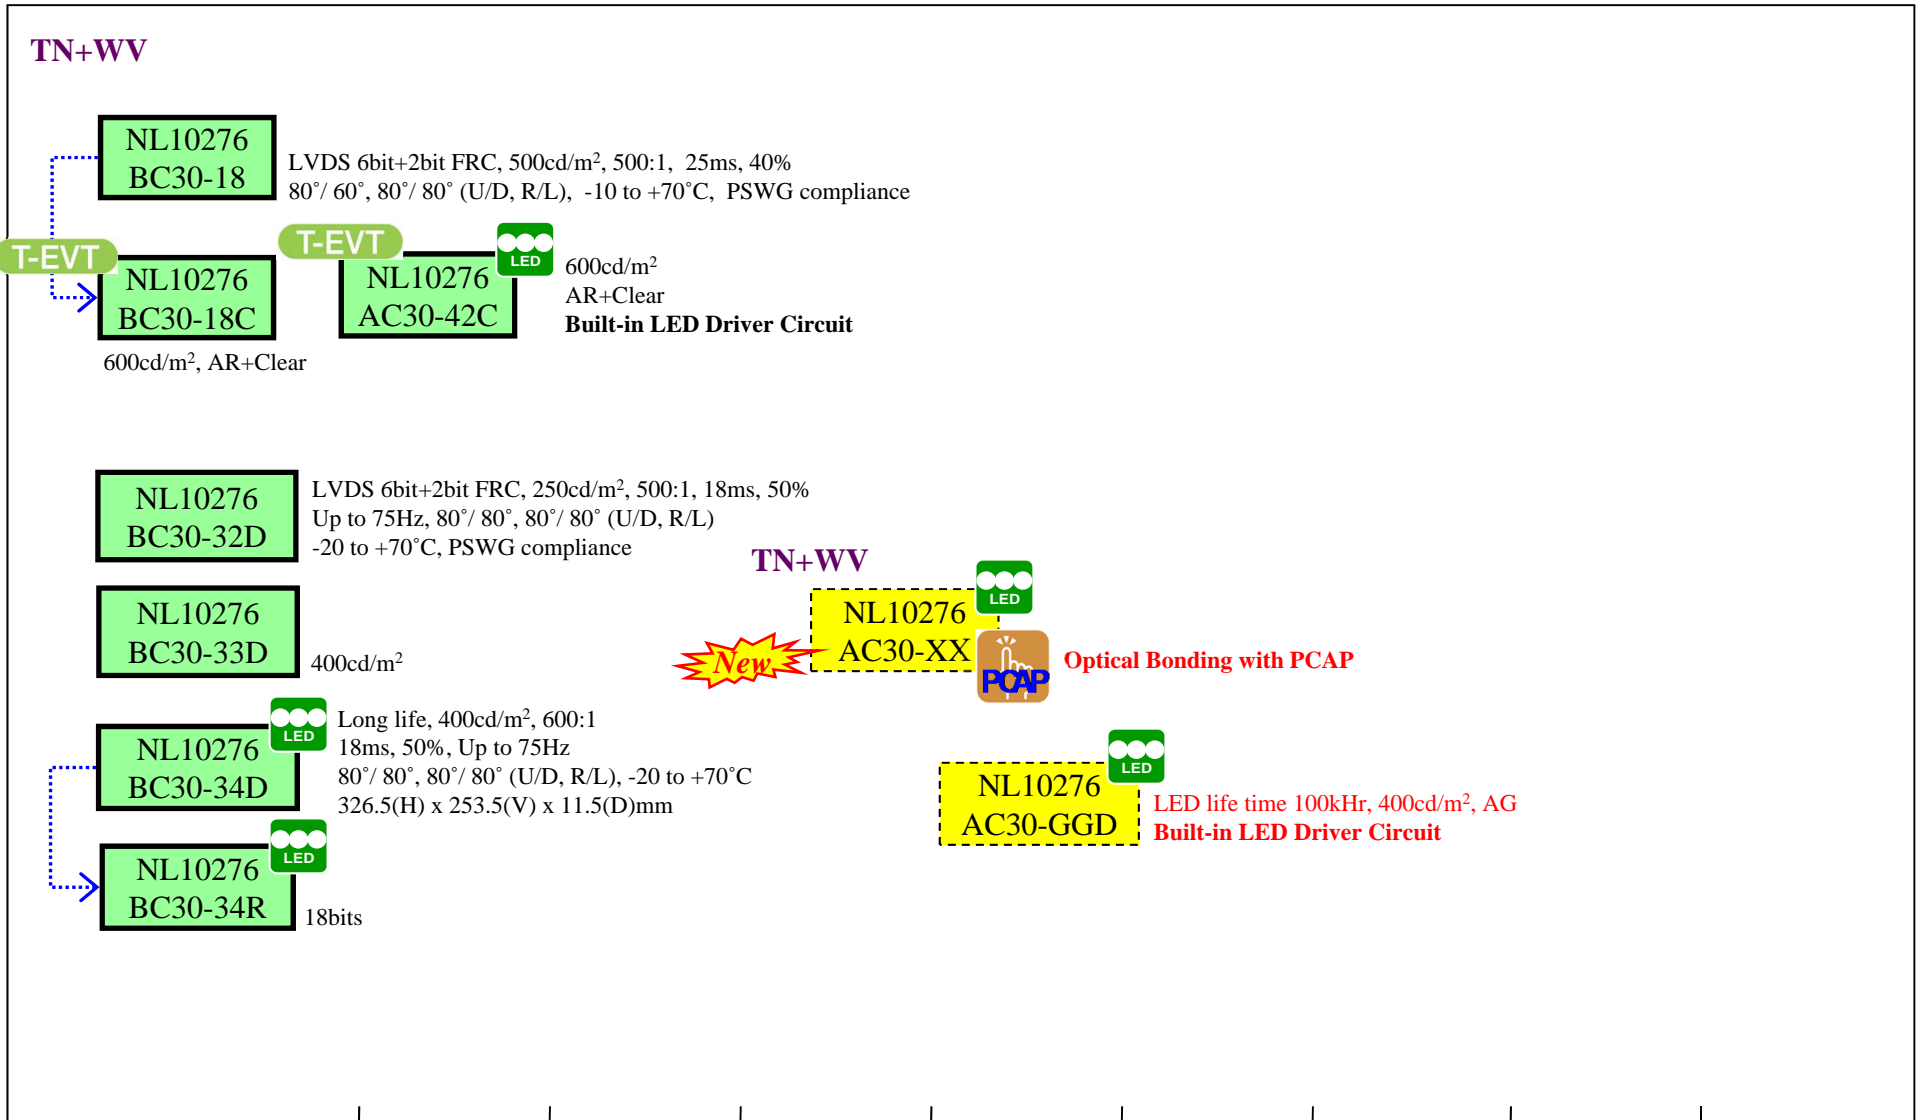 TN+WV
NL10276
BC30-18
LVDS 6bit+2bit FRC, 500cd/m², 500:1, 25ms, 40%
80˚/ 60˚, 80˚/ 80˚ (U/D, R/L), -10 to +70˚C, PSWG compliance
T-EVT
NL10276
BC30-18C
600cd/m², AR+Clear
T-EVT
NL10276
AC30-42C
LED
600cd/m²
AR+Clear
Built-in LED Driver Circuit
NL10276
BC30-32D
LVDS 6bit+2bit FRC, 250cd/m², 500:1, 18ms, 50%
Up to 75Hz, 80˚/ 80˚, 80˚/ 80˚ (U/D, R/L)
-20 to +70˚C, PSWG compliance
NL10276
BC30-33D
400cd/m²
TN+WV
New
NL10276
AC30-XX
LED
PCAP
Optical Bonding with PCAP
NL10276
BC30-34D
LED
Long life, 400cd/m², 600:1
18ms, 50%, Up to 75Hz
80˚/ 80˚, 80˚/ 80˚ (U/D, R/L), -20 to +70˚C
326.5(H) x 253.5(V) x 11.5(D)mm
NL10276
AC30-GGD
LED
LED life time 100kHr, 400cd/m², AG
Built-in LED Driver Circuit
NL10276
BC30-34R
LED
18bits